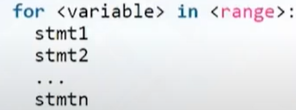 for <variable> in <range>:
stmt1
stmt2
...
stmtn